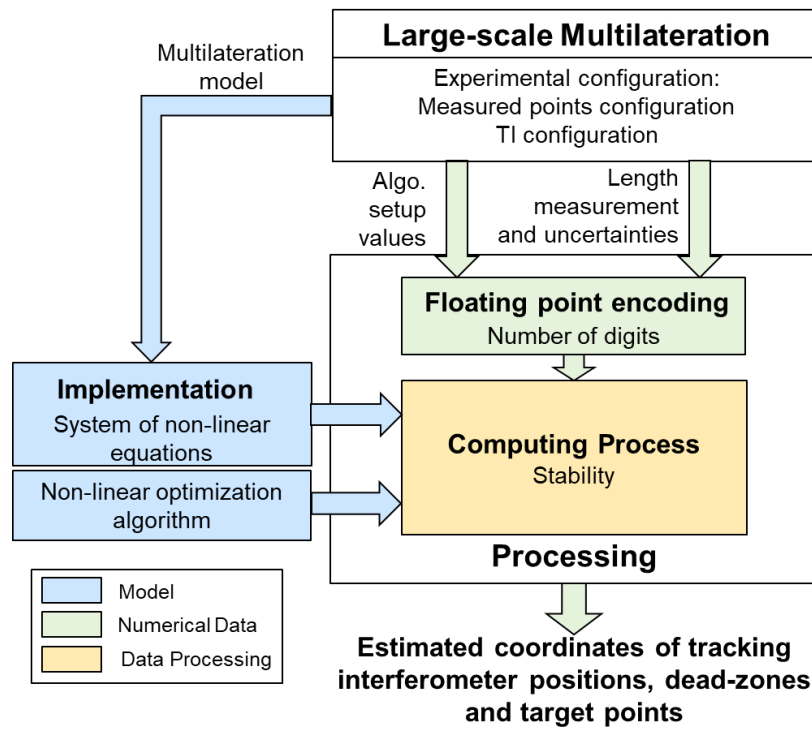 Large-scale Multilateration
Experimental configuration:
Measured points configuration
TI configuration
Multilateration
model
Algo.
setup
values
Length
measurement
and uncertainties
Floating point encoding
Number of digits
Implementation
System of non-linear
equations
Non-linear optimization
algorithm
Computing Process
Stability
Processing
Model
Numerical Data
Data Processing
Estimated coordinates of tracking
interferometer positions, dead-zones
and target points